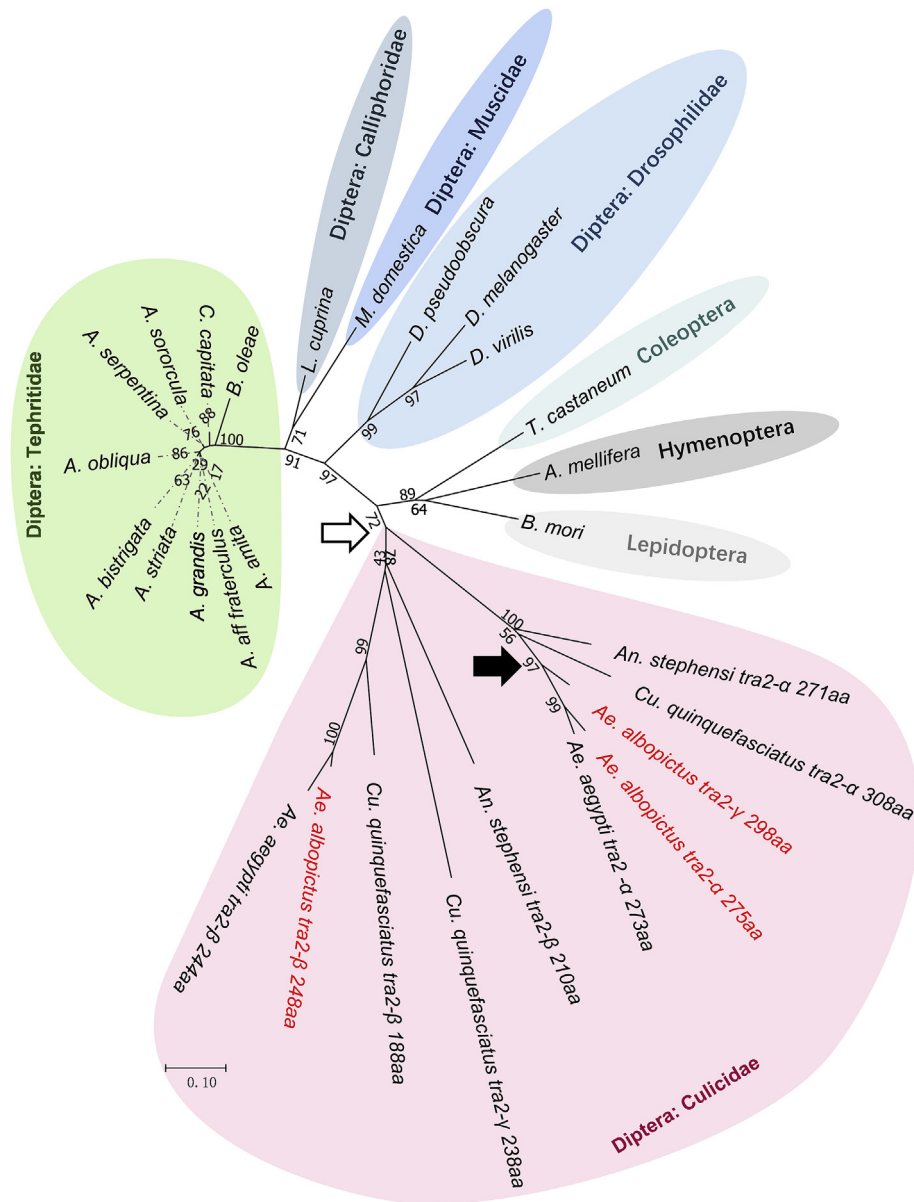 Diptera: Calliphoridae
L. cuprina
Diptera: Muscidae
M. domestica
Diptera: Drosophilidae
D. pseudoobscura
D. melanogaster
D. virilis
Coleoptera
T. castaneum
Hymenoptera
A. mellifera
Lepidoptera
B. mori
Diptera: Tephritidae
B. oleae
C. capitata
A. sororcula
A. serpentina
A. obliqua
A. bistrigata
A. striata
A. grandis
A. aff fraterculus
A. amita
88
76
86
63
29
22
17
100
71
91
97
99
97
89
64
72
43
78
100
56
97
99
99
100
An. stephensi tra2-α 271aa
Cu. quinquefasciatus tra2-α 308aa
Ae. albopictus tra2-γ 298aa
Ae. albopictus tra2-α 275aa
Ae. aegypti tra2 -α 273aa
An. stephensi tra2-β 210aa
Cu. quinquefasciatus tra2-γ 238aa
Cu. quinquefasciatus tra2-β 188aa
Ae. albopictus tra2-β 248aa
Ae. aegypti tra2-β 244aa
Diptera: Culicidae
0. 10